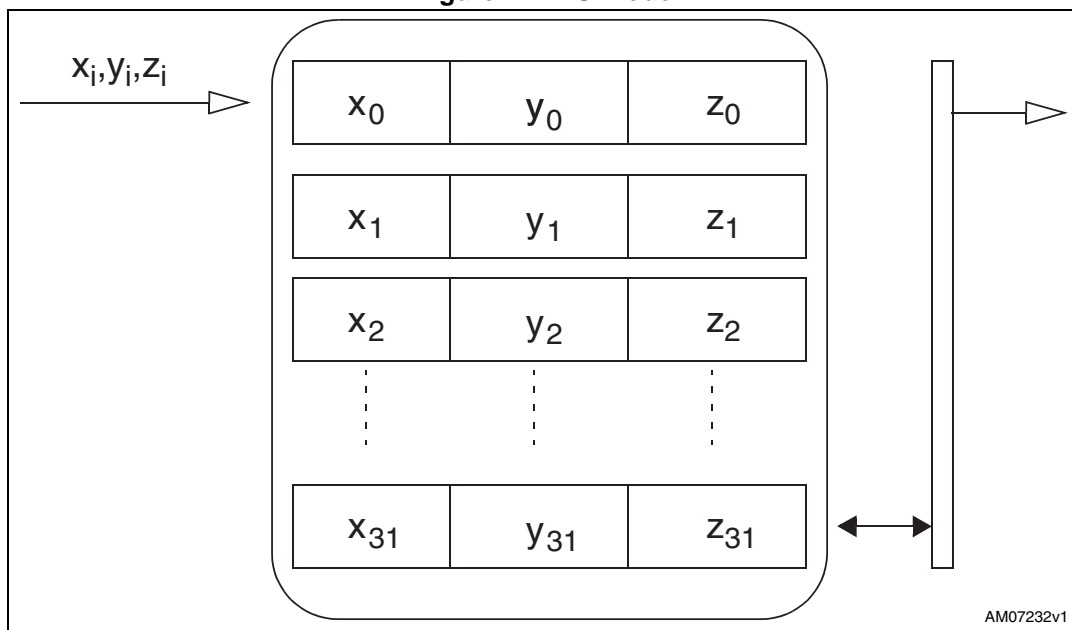 xᵢ,yᵢ,zᵢ
x₀ y₀ z₀
x₁ y₁ z₁
x₂ y₂ z₂
x₃₁ y₃₁ z₃₁
AM07232v1